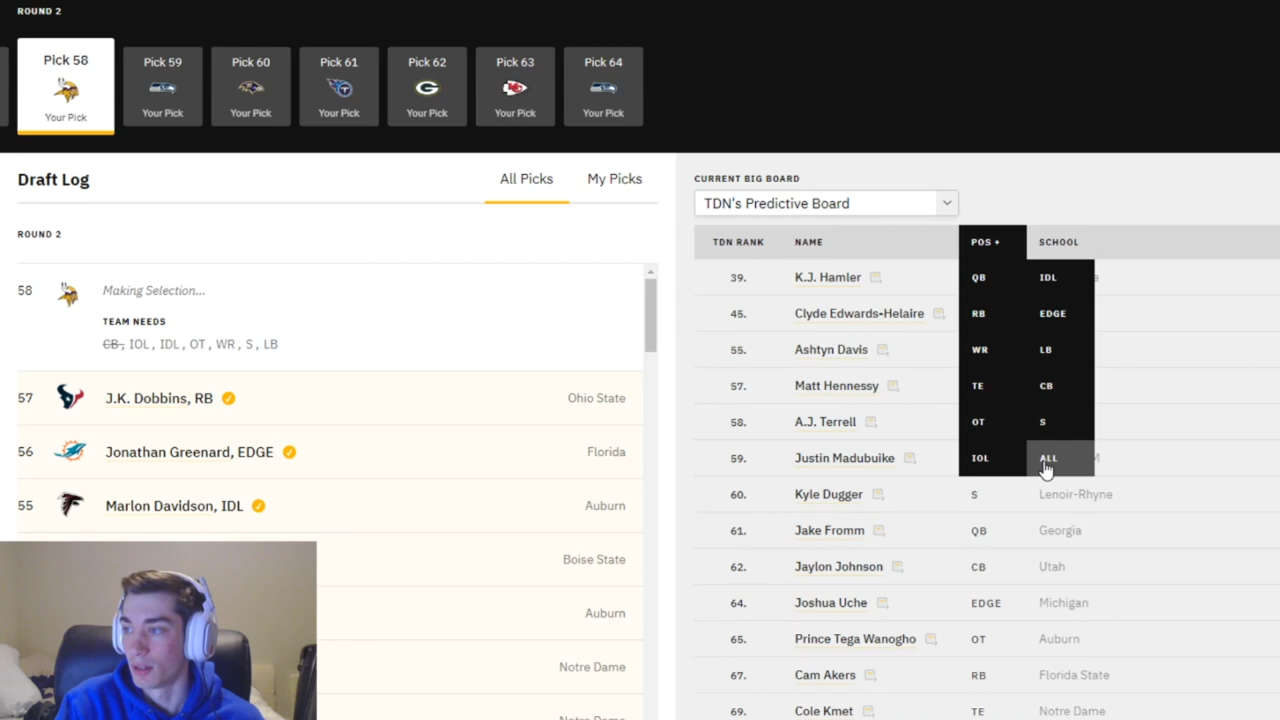 ROUND 2
Pick 58
Your Pick
Pick 59
Your Pick
Pick 60
Your Pick
Pick 61
Your Pick
Pick 62
Your Pick
Pick 63
Your Pick
Pick 64
Your Pick
Draft Log
All Picks
My Picks
ROUND 2
58
Making Selection...
TEAM NEEDS
CB, IOL, IDL, OT, WR, S, LB
57 J.K. Dobbins, RB Ohio State
56 Jonathan Greenard, EDGE Florida
55 Marlon Davidson, IDL Auburn
Boise State
Auburn
Notre Dame
CURRENT BIG BOARD
TDN's Predictive Board
TDN RANK NAME POS + SCHOOL
39. K.J. Hamler QB IDL
45. Clyde Edwards-Helaire RB EDGE
55. Ashtyn Davis WR LB
57. Matt Hennessy TE CB
58. A.J. Terrell OT S
59. Justin Madubuike IOL ALL
60. Kyle Dugger S Lenoir-Rhyne
61. Jake Fromm QB Georgia
62. Jaylon Johnson CB Utah
64. Joshua Uche EDGE Michigan
65. Prince Tega Wanogho OT Auburn
67. Cam Akers RB Florida State
69. Cole Kmet TE Notre Dame